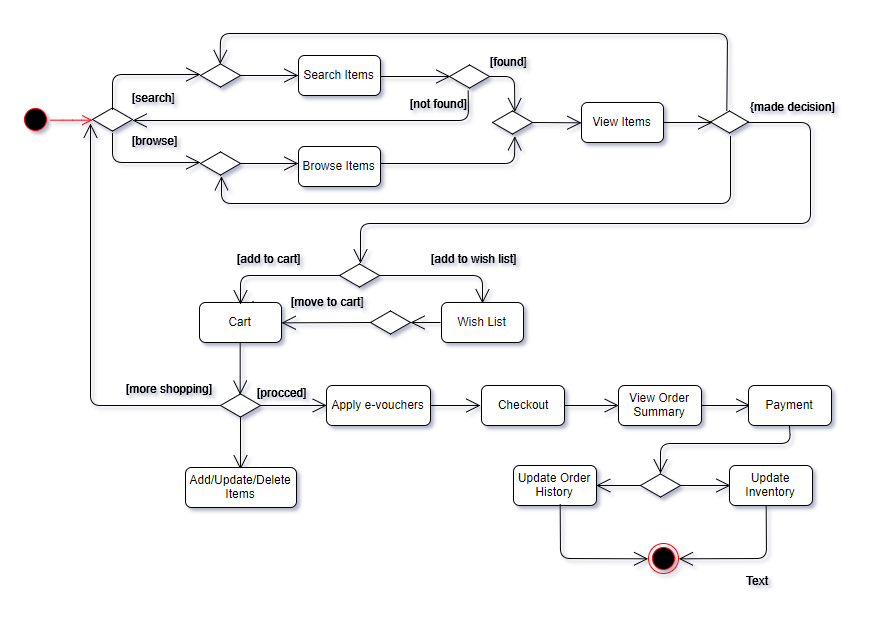 [found]
Search Items
[search]
[not found]
{made decision]
View Items
[browse]
Browse Items
[add to cart]
[add to wish list]
[move to cart]
Cart
Wish List
[more shopping]
[procced]
Apply e-vouchers
Checkout
View Order
Summary
Payment
Add/Update/Delete
Items
Update Order
History
Update
Inventory
Text